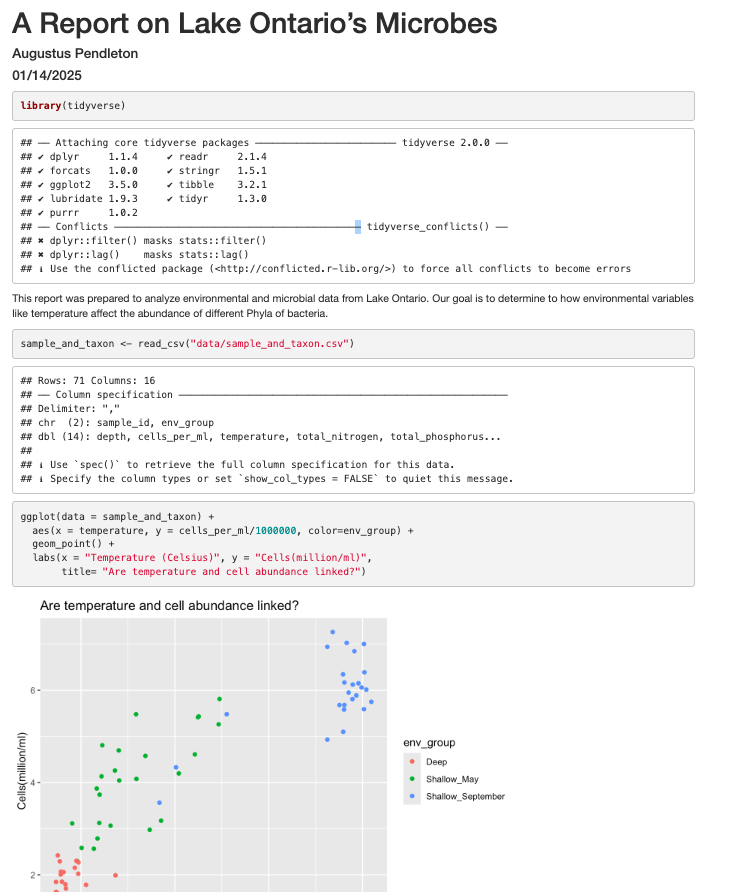 A Report on Lake Ontario's Microbes
Augustus Pendleton
01/14/2025
library(tidyverse)
## ── Attaching core tidyverse packages ──────────────────────── tidyverse 2.0.0 ──
## ✔ dplyr     1.1.4     ✔ readr     2.1.4
## ✔ forcats   1.0.0     ✔ stringr   1.5.1
## ✔ ggplot2   3.5.0     ✔ tibble    3.2.1
## ✔ lubridate 1.9.3     ✔ tidyr     1.3.0
## ✔ purrr     1.0.2
## ── Conflicts ────────────────────────────────────────── tidyverse_conflicts() ──
## ✖ dplyr::filter() masks stats::filter()
## ✖ dplyr::lag()    masks stats::lag()
## ℹ Use the conflicted package (<http://conflicted.r-lib.org/>) to force all conflicts to become errors
This report was prepared to analyze environmental and microbial data from Lake Ontario. Our goal is to determine to how environmental variables
like temperature affect the abundance of different Phyla of bacteria.
sample_and_taxon <- read_csv("data/sample_and_taxon.csv")
## Rows: 71 Columns: 16
## ── Column specification ────────────────────────────────────────────────────────
## Delimiter: ","
## chr  (2): sample_id, env_group
## dbl (14): depth, cells_per_ml, temperature, total_nitrogen, total_phosphorus...
##
## ℹ Use `spec()` to retrieve the full column specification for this data.
## ℹ Specify the column types or set `show_col_types = FALSE` to quiet this message.
ggplot(data = sample_and_taxon) +
  aes(x = temperature, y = cells_per_ml/1000000, color=env_group) +
  geom_point() +
  labs(x = "Temperature (Celsius)", y = "Cells(million/ml)",
       title= "Are temperature and cell abundance linked?")
Are temperature and cell abundance linked?
6
4
2
Cells(million/ml)
env_group
Deep
Shallow_May
Shallow_September